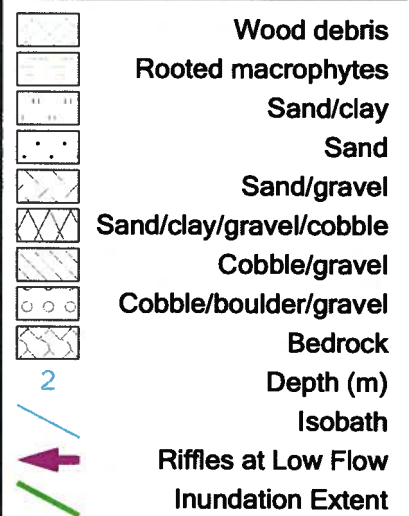 Wood debris
Rooted macrophytes
Sand/clay
Sand
Sand/gravel
Sand/clay/gravel/cobble
Cobble/gravel
Cobble/boulder/gravel
Bedrock
2 Depth (m)
Isobath
Riffles at Low Flow
Inundation Extent